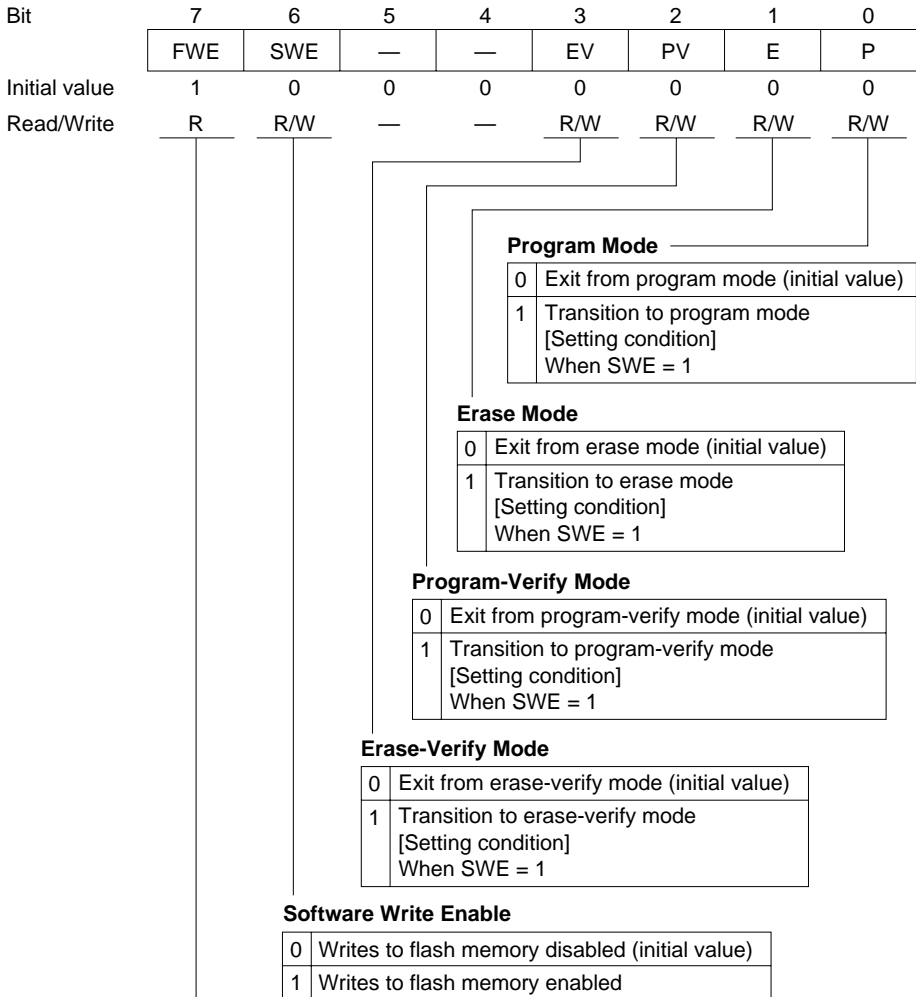 Bit 7 6 5 4 3 2 1 0
FWE SWE — — EV PV E P
Initial value 1 0 0 0 0 0 0 0
Read/Write R R/W — — R/W R/W R/W R/W
Program Mode
0 Exit from program mode (initial value)
1 Transition to program mode
[Setting condition]
When SWE = 1
Erase Mode
0 Exit from erase mode (initial value)
1 Transition to erase mode
[Setting condition]
When SWE = 1
Program-Verify Mode
0 Exit from program-verify mode (initial value)
1 Transition to program-verify mode
[Setting condition]
When SWE = 1
Erase-Verify Mode
0 Exit from erase-verify mode (initial value)
1 Transition to erase-verify mode
[Setting condition]
When SWE = 1
Software Write Enable
0 Writes to flash memory disabled (initial value)
1 Writes to flash memory enabled